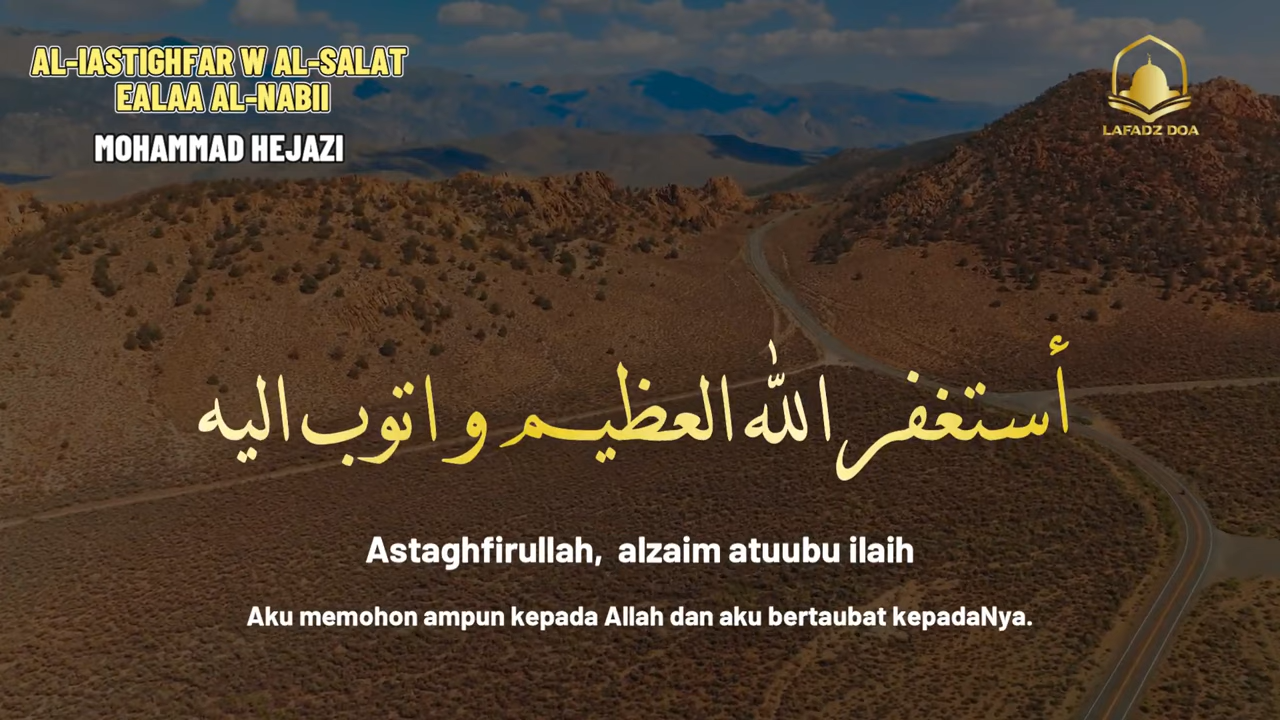 AL-IASTIGHFAR W AL-SALAT
EALAA AL-NABII
MOHAMMAD HEJAZI
LAFADZ DOA
أستغفر اللّٰه العظيم و اتوب اليه
Astaghfirullah, alzaim atuubu ilaih
Aku memohon ampun kepada Allah dan aku bertaubat kepadaNya.